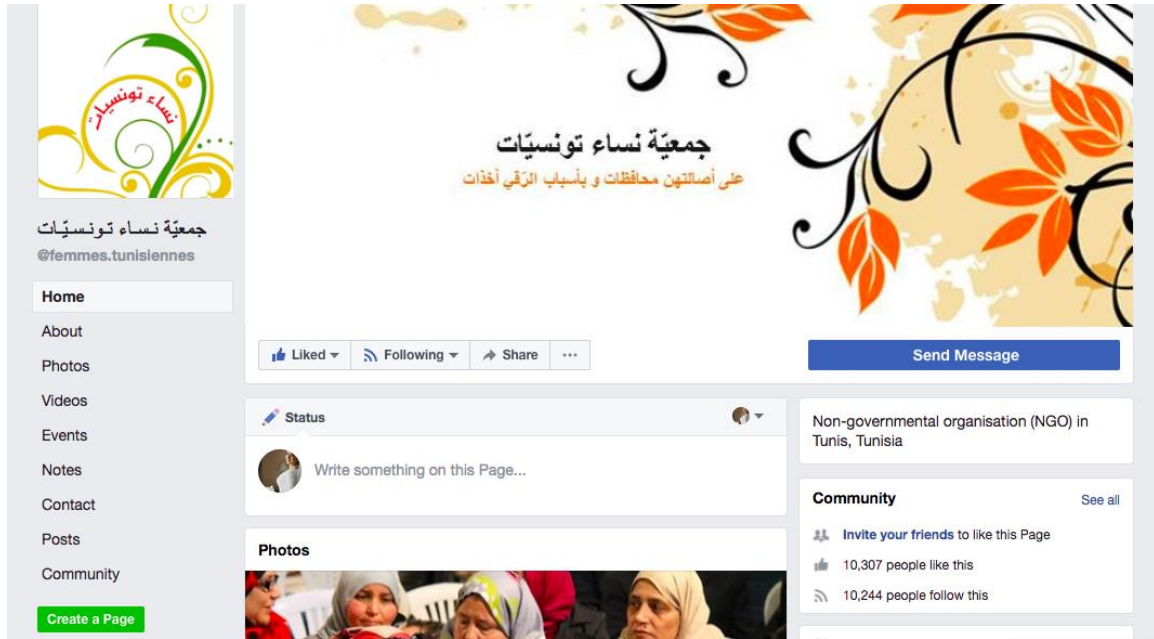 نساء تونسيات
جمعيّة نساء تونسيّات
@femmes.tunisiennes
Home
About
Photos
Videos
Events
Notes
Contact
Posts
Community
Create a Page
جمعيّة نساء تونسيّات
على أصالتهن محافظات و بأسباب الرّقي أخذات
Liked
Following
Share
Send Message
Status
Write something on this Page...
Photos
Non-governmental organisation (NGO) in
Tunis, Tunisia
Community
See all
Invite your friends to like this Page
10,307 people like this
10,244 people follow this